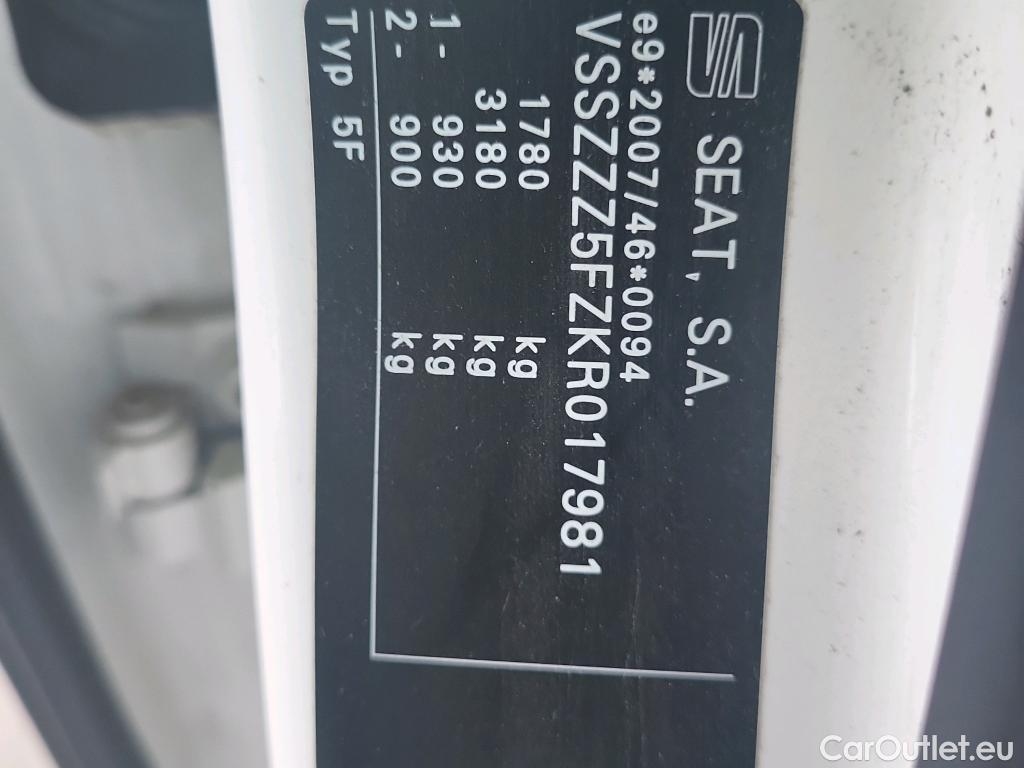 SEAT, S.A.
e9*2007/46*0094
VSSZZZ5FZKR017981
1780 kg
3180 kg
1- 930 kg
2- 900 kg
Typ 5F
CarOutlet.eu